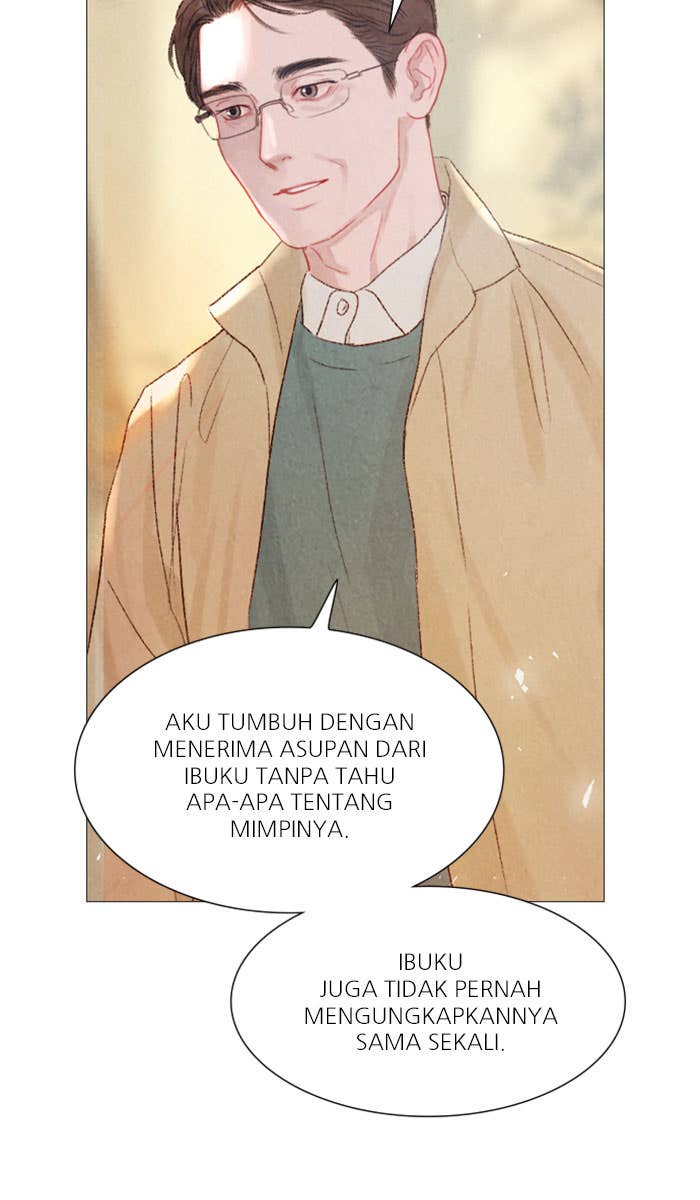 AKU TUMBUH DENGAN
MENERIMA ASUPAN DARI
IBUKU TANPA TAHU
APA-APA TENTANG
MIMPINYA.
IBUKU
JUGA TIDAK PERNAH
MENGUNGKAPKANNYA
SAMA SEKALI.